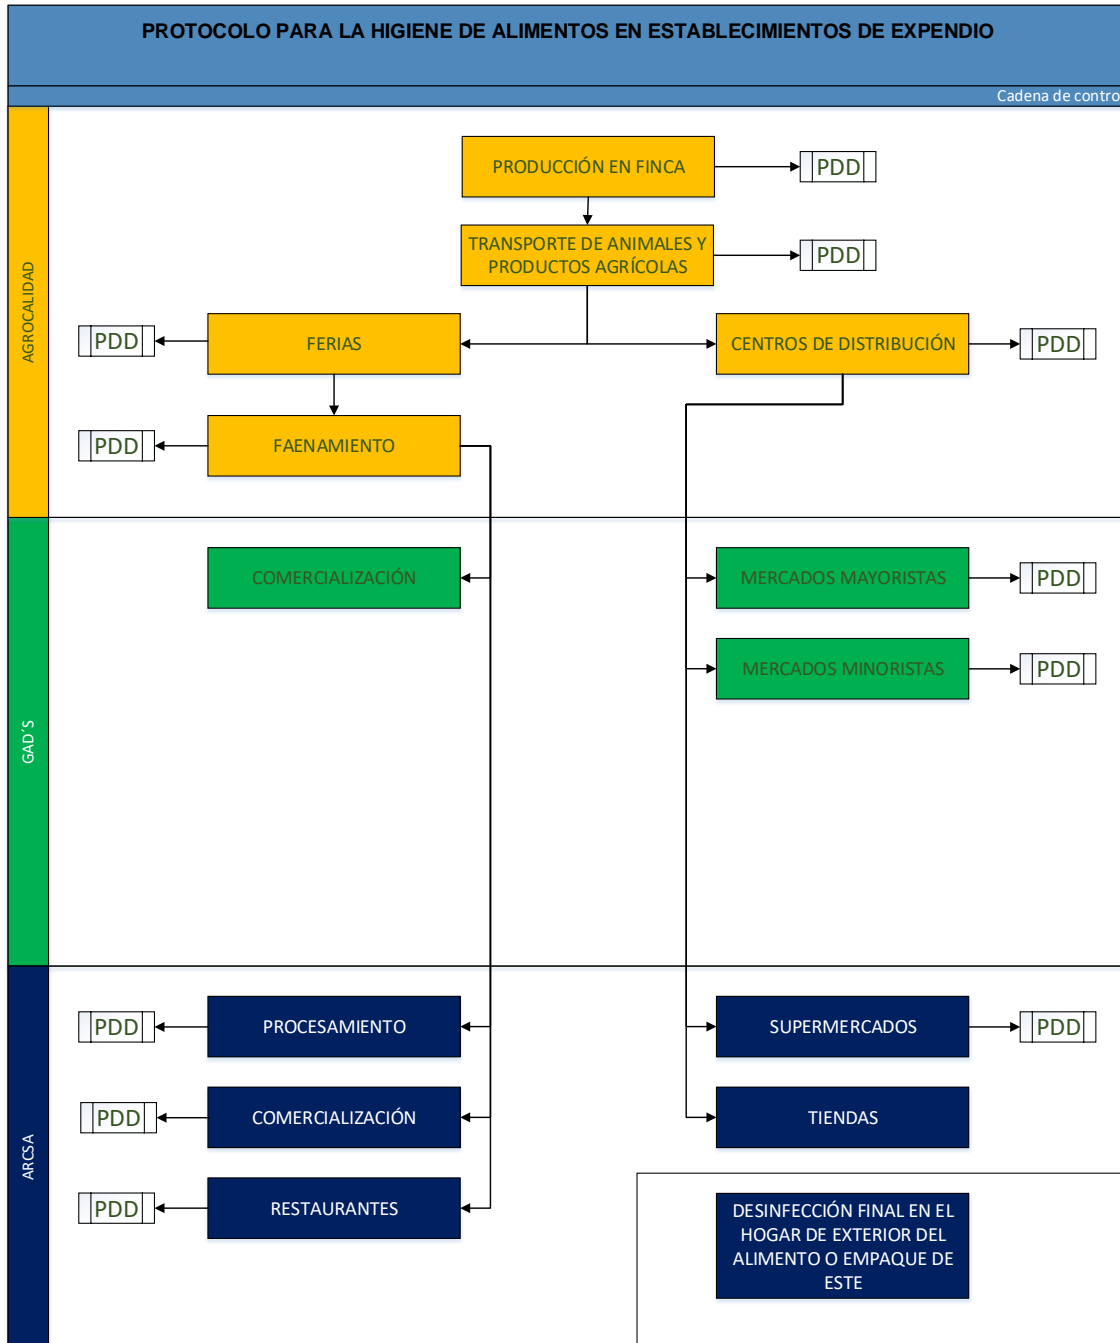 PROTOCOLO PARA LA HIGIENE DE ALIMENTOS EN ESTABLECIMIENTOS DE EXPENDIO
Cadena de contro
AGROCALIDAD
PRODUCCIÓN EN FINCA
PDD
TRANSPORTE DE ANIMALES Y
PRODUCTOS AGRÍCOLAS
PDD
PDD
FERIAS
CENTROS DE DISTRIBUCIÓN
PDD
PDD
FAENAMIENTO
GAD´S
COMERCIALIZACIÓN
MERCADOS MAYORISTAS
PDD
MERCADOS MINORISTAS
PDD
ARCSA
PDD
PROCESAMIENTO
SUPERMERCADOS
PDD
PDD
COMERCIALIZACIÓN
TIENDAS
PDD
RESTAURANTES
DESINFECCIÓN FINAL EN EL
HOGAR DE EXTERIOR DEL
ALIMENTO O EMPAQUE DE
ESTE